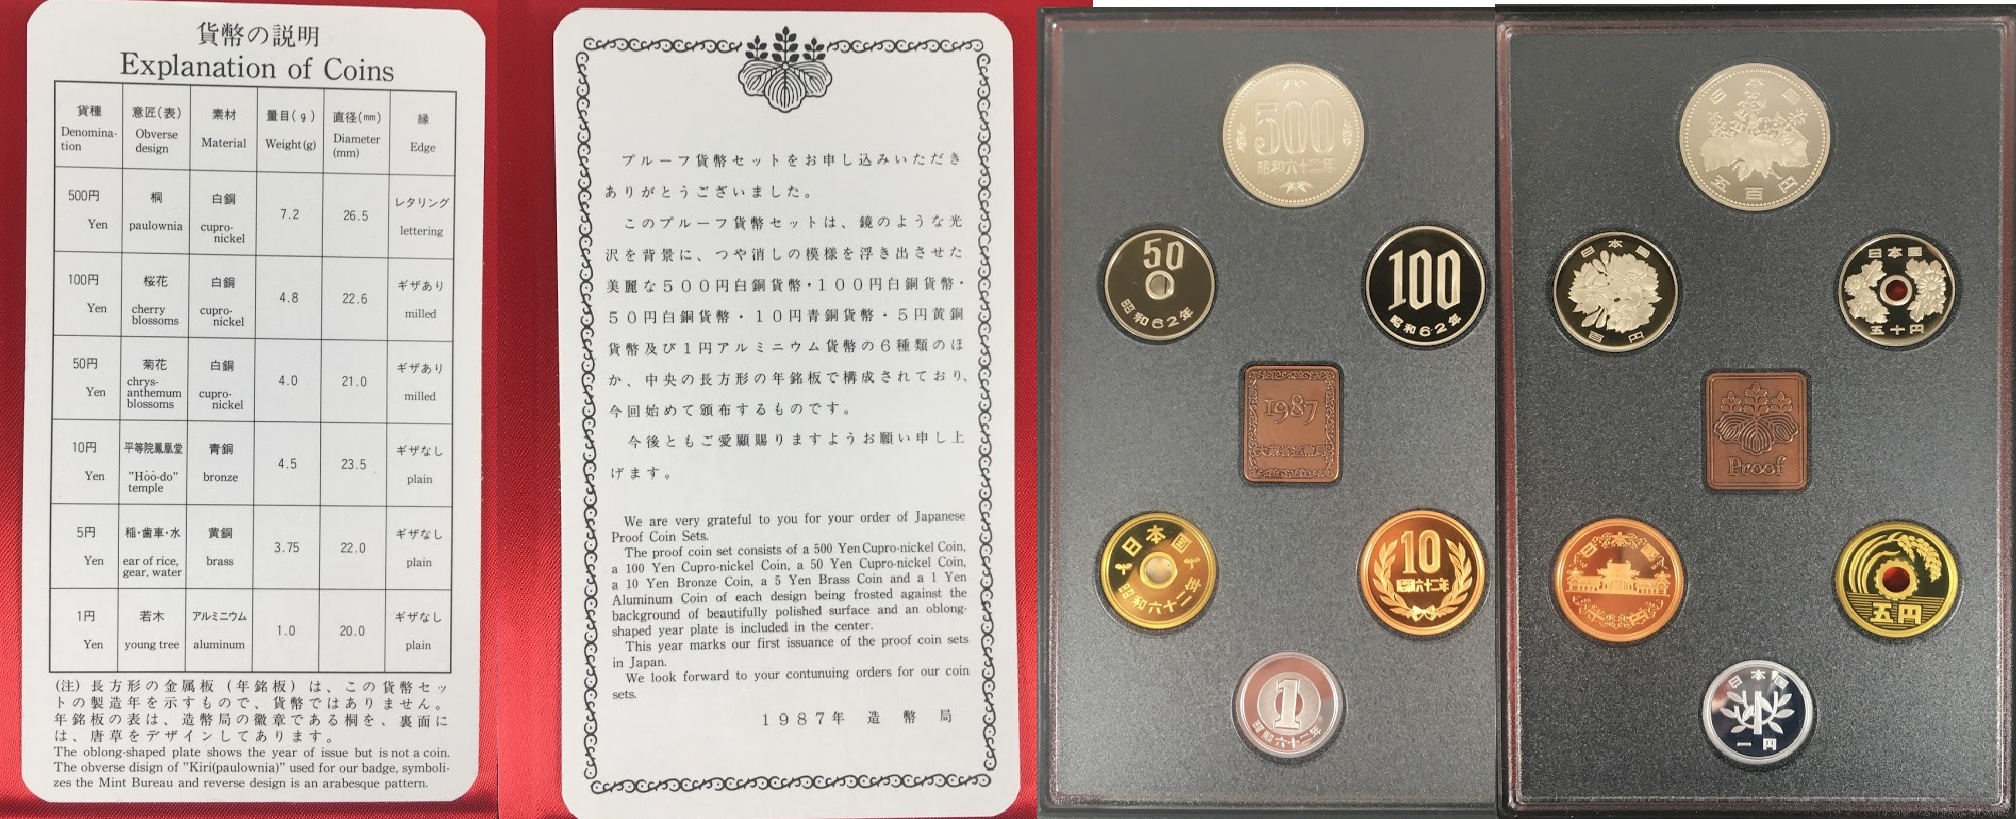 貨幣の説明
Explanation of Coins
貨種 意匠(表) 素材 量目(g) 直径(㎜) 縁
Denomina-tion Obverse design Material Weight(g) Diameter (mm) Edge
500円 桐 白銅 7.2 26.5 レタリング
Yen paulownia cupro-nickel lettering
100円 桜花 白銅 4.8 22.6 ギザあり
Yen cherry blossoms cupro-nickel milled
50円 菊花 白銅 4.0 21.0 ギザあり
Yen chrys-anthemum blossoms cupro-nickel milled
10円 平等院鳳凰堂 青銅 4.5 23.5 ギザなし
Yen "Hōō-do" temple bronze plain
5円 稲・歯車・水 黄銅 3.75 22.0 ギザなし
Yen ear of rice, gear, water brass plain
1円 若木 アルミニウム 1.0 20.0 ギザなし
Yen young tree aluminum plain
(注) 長方形の金属板（年銘板）は、この貨幣セッ
トの製造年を示すもので、貨幣ではありません。
年銘板の表は、造幣局の徽章である桐を、裏面に
は、唐草をデザインしてあります。
The oblong-shaped plate shows the year of issue but is not a coin.
The obverse disign of "Kiri(paulownia)" used for our badge, symboli-
zes the Mint Bureau and reverse design is an arabesque pattern.
プルーフ貨幣セットをお申し込みいただき
ありがとうございました。
このプルーフ貨幣セットは、鏡のような光
沢を背景に、つや消しの模様を浮き出させた
美麗な５００円白銅貨幣・１００円白銅貨幣・
５０円白銅貨幣・１０円青銅貨幣・５円黄銅
貨幣及び１円アルミニウム貨幣の６種類のほ
か、中央の長方形の年銘板で構成されており、
今回始めて頒布するものです。
今後ともご愛顧賜りますようお願い申し上
げます。
We are very grateful to you for your order of Japanese
Proof Coin Sets.
The proof coin set consists of a 500 Yen Cupro-nickel Coin,
a 100 Yen Cupro-nickel Coin, a 50 Yen Cupro-nickel Coin,
a 10 Yen Bronze Coin, a 5 Yen Brass Coin and a 1 Yen
Aluminum Coin of each design being frosted against the
background of beautifully polished surface and an oblong-
shaped year plate is included in the center.
This year marks our first issuance of the proof coin sets
in Japan.
We look forward to your contunuing orders for our coin
sets.
１９８７年 造幣局
500
昭和六十二年
50
昭和62年
100
昭和62年
1987
大蔵省造幣局
日本国
昭和六十二年
10
昭和六十二年
1
昭和六十二年
日本国
五百円
日本国
百円
日本国
五十円
Proof
日本国
十円
五円
日本国
一円